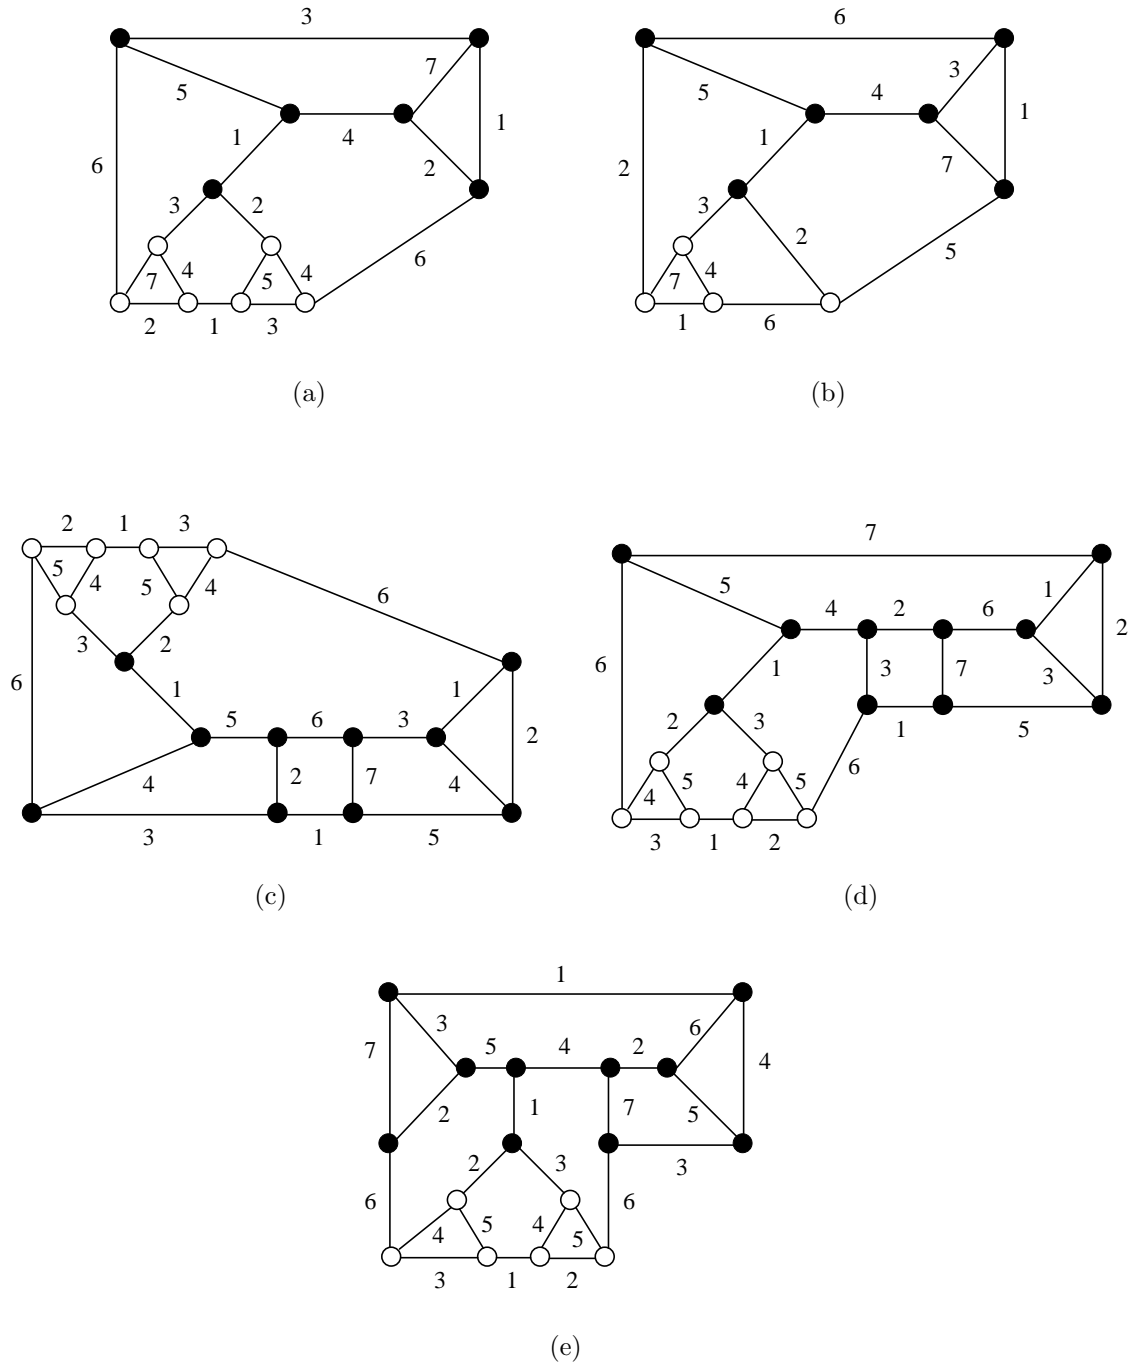 3 6
7 3
5 5 4
1 4 1 1 4 1
6 2 2 7
3 2 3 2
7 4 5 4 6 7 4 5
2 1 3 1 6
(a) (b)
2 1 3 7
5 4 5 4 6 5 4 2 6 1
3 2 6 1 3 7 3 2
6 1 1 2 3 1 5
5 6 3 2 4 5 4 5 6
4 2 7 4 3 1 2
3 1 5
(c) (d)
1
3 6
7 5 4 2 4
2 1 7 5
2 3 3
6 4 5 4 5 6
3 1 2
(e)